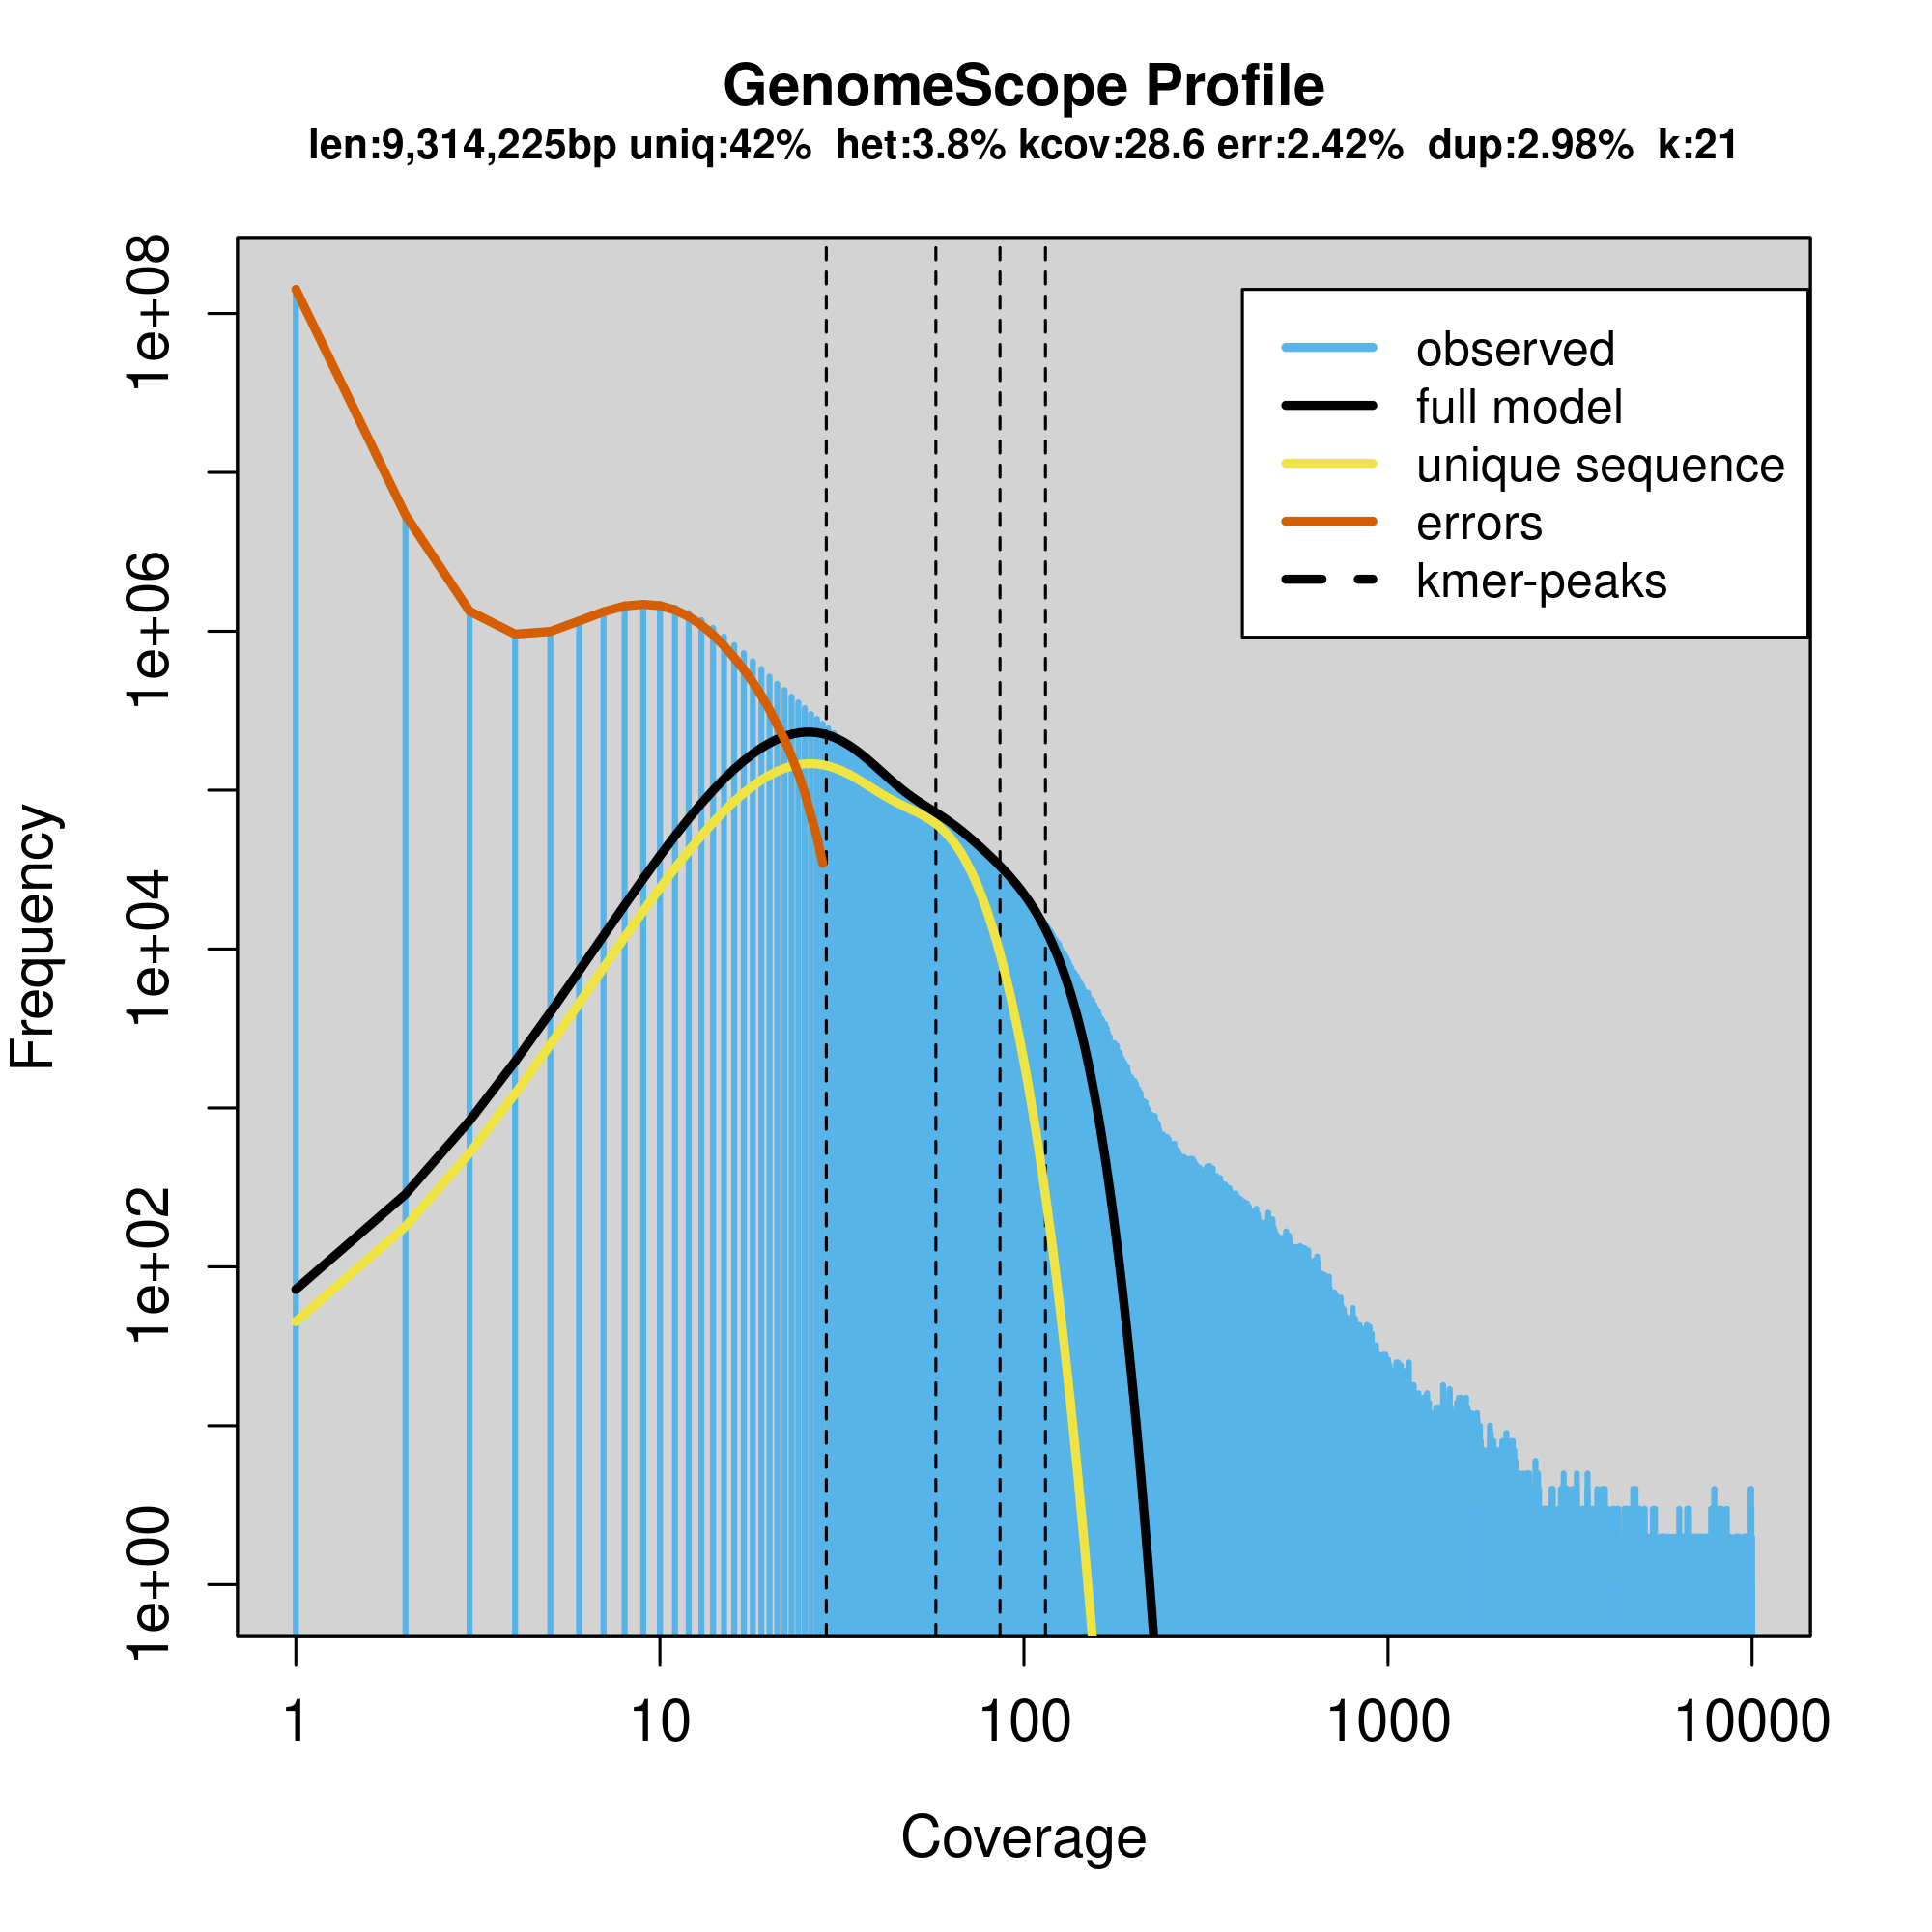 GenomeScope Profile
len:9,314,225bp uniq:42% het:3.8% kcov:28.6 err:2.42% dup:2.98% k:21
observed
full model
unique sequence
errors
kmer-peaks
Frequency
1e+08
1e+06
1e+04
1e+02
1e+00
1 10 100 1000 10000
Coverage